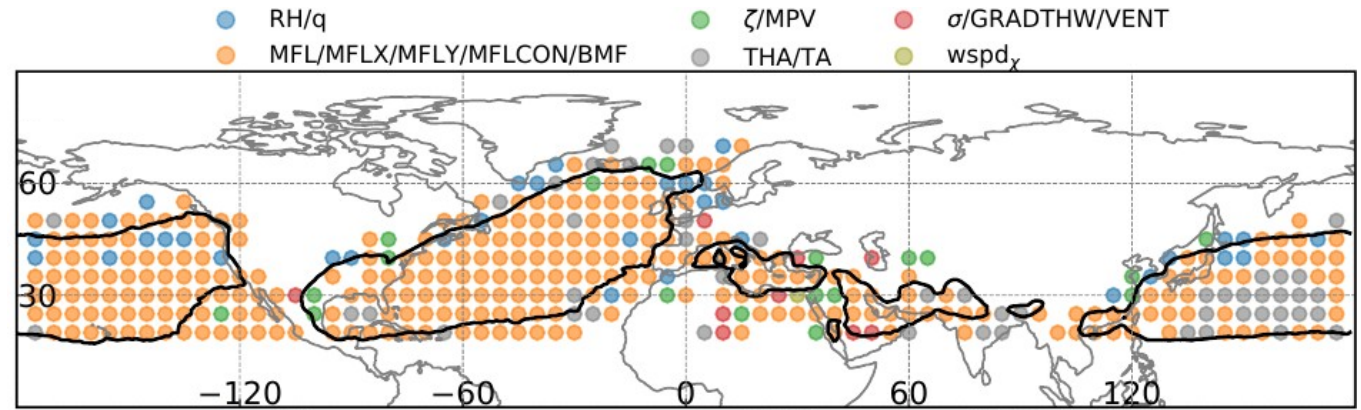 RH/q ζ/MPV σ/GRADTHW/VENT
MFL/MFLX/MFLY/MFLCON/BMF THA/TA wspdχ
60
30
−120 −60 0 60 120